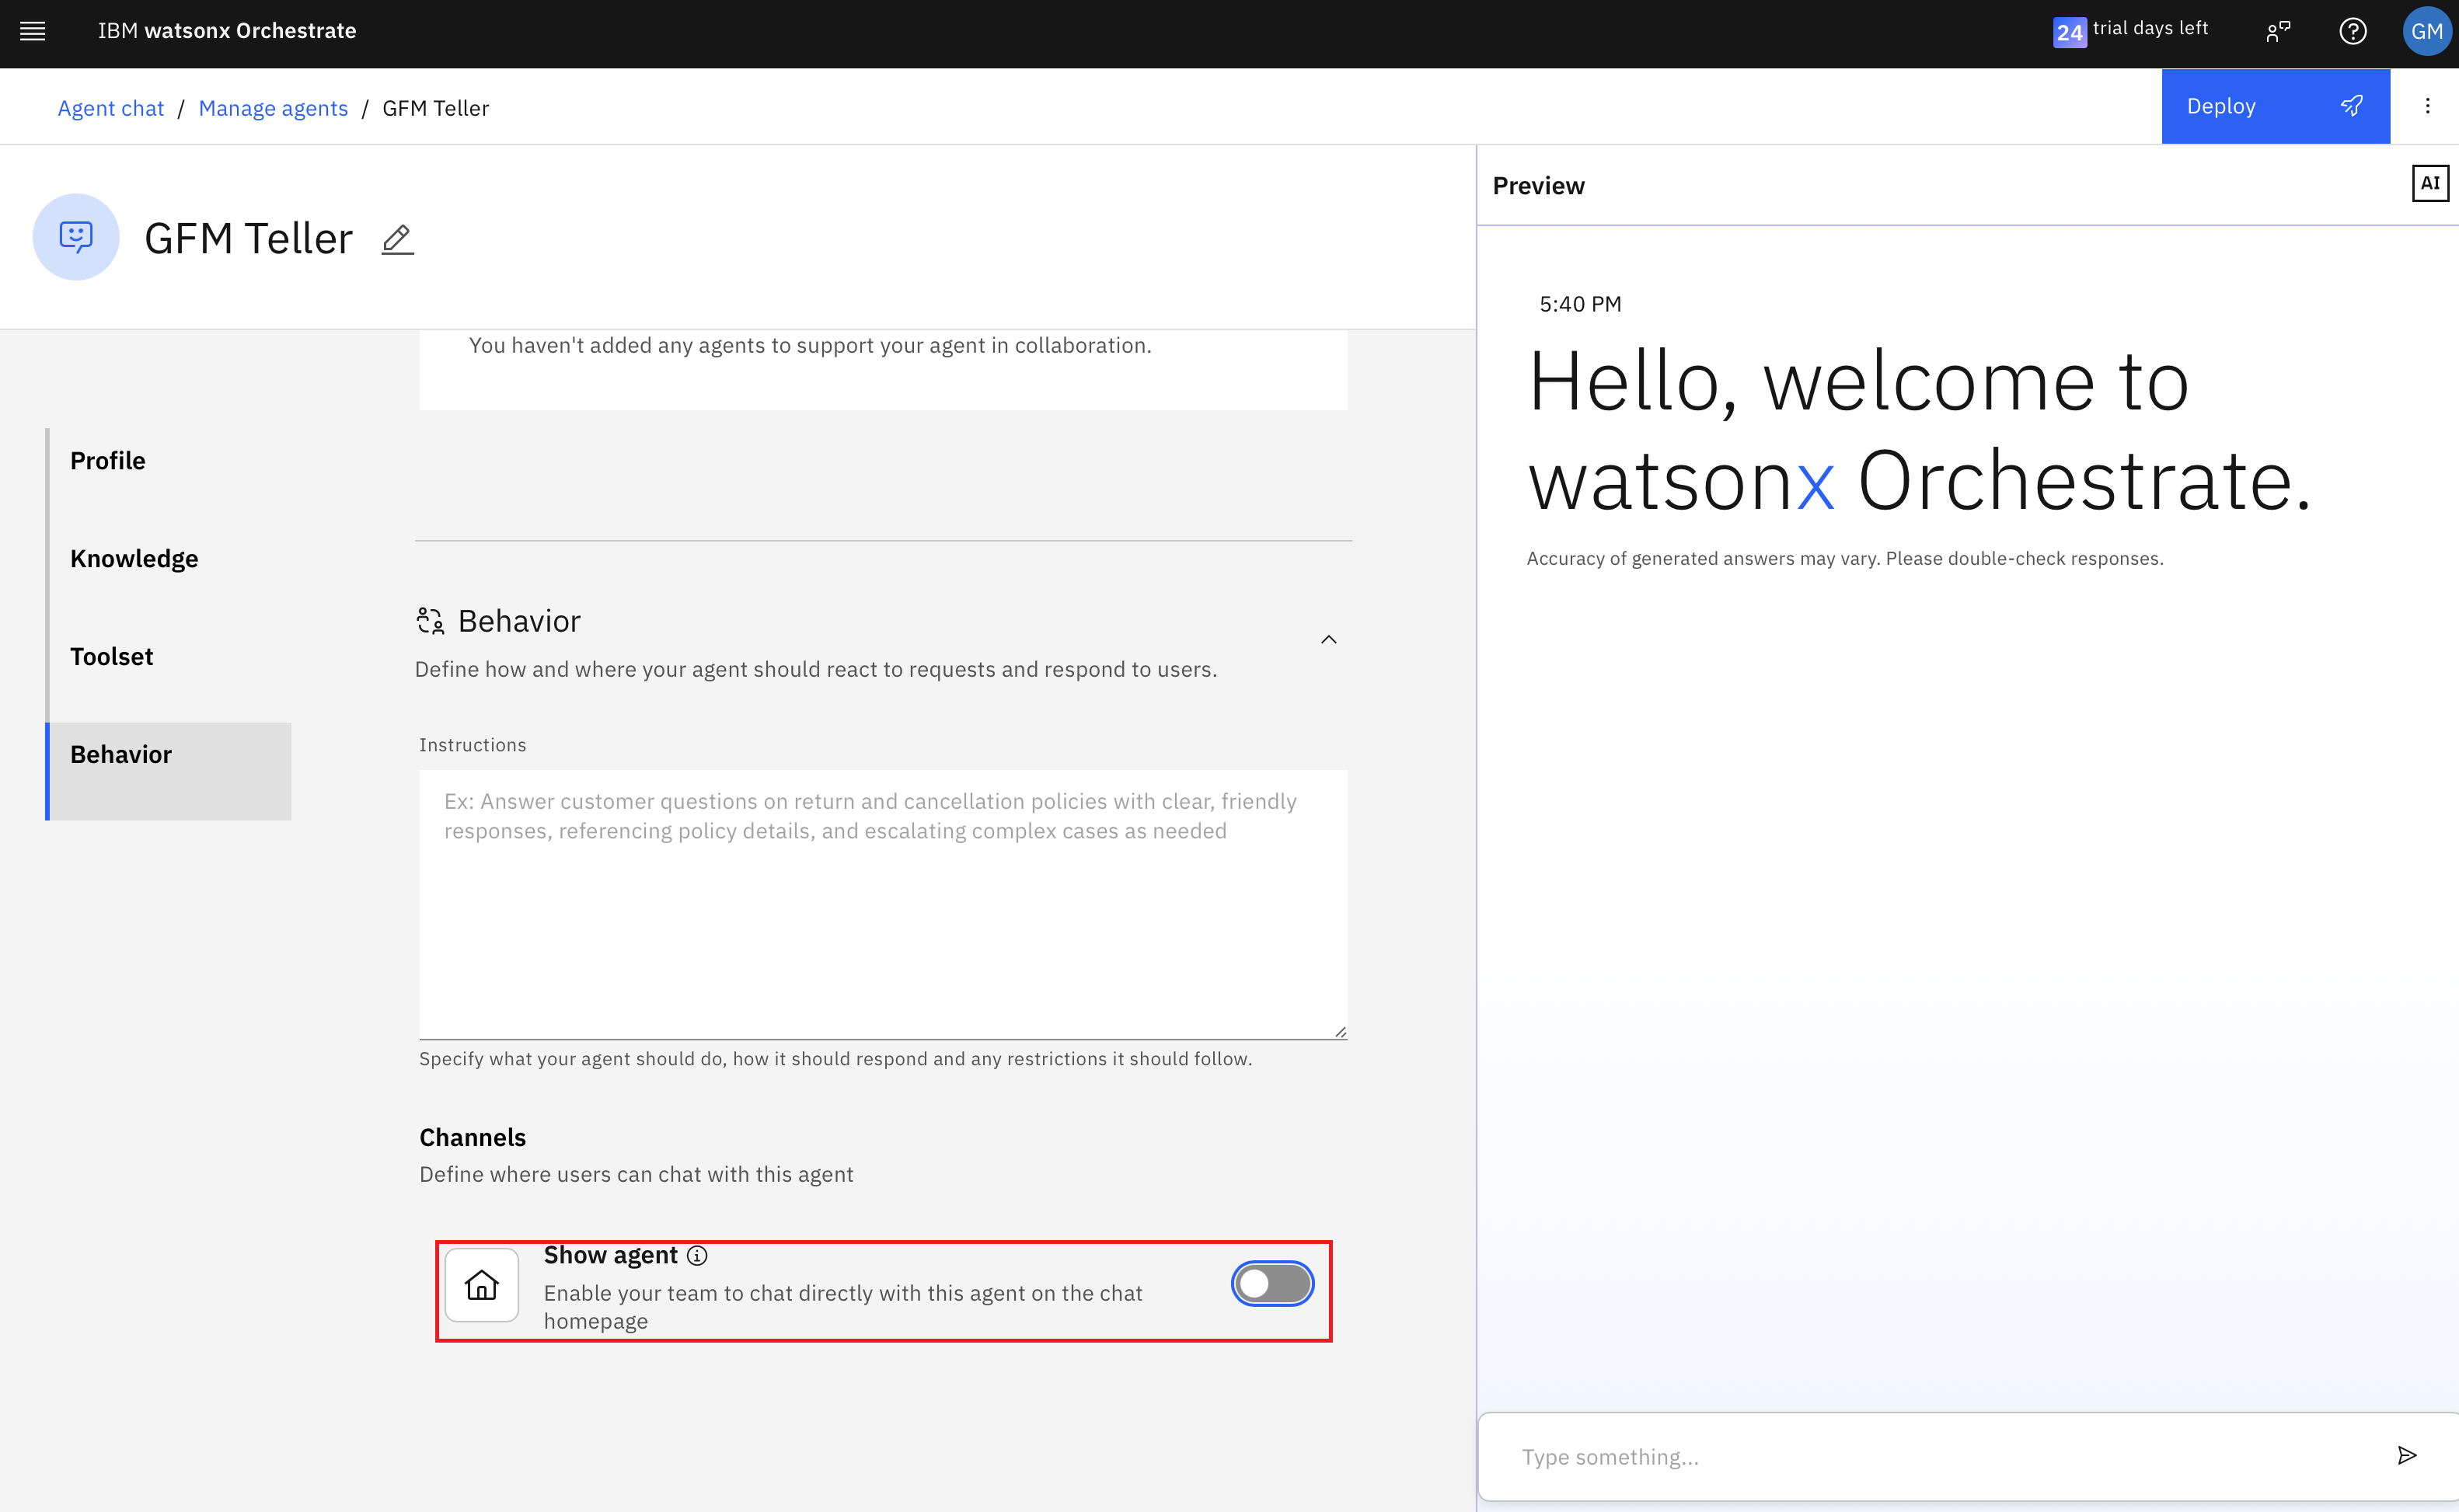 IBM watsonx Orchestrate
24 trial days left
GM
Agent chat / Manage agents / GFM Teller
Deploy
GFM Teller
You haven't added any agents to support your agent in collaboration.
Profile
Knowledge
Toolset
Behavior
Behavior
Define how and where your agent should react to requests and respond to users.
Instructions
Ex: Answer customer questions on return and cancellation policies with clear, friendly
responses, referencing policy details, and escalating complex cases as needed
Specify what your agent should do, how it should respond and any restrictions it should follow.
Channels
Define where users can chat with this agent
Show agent
Enable your team to chat directly with this agent on the chat
homepage
Preview
AI
5:40 PM
Hello, welcome to
watsonx Orchestrate.
Accuracy of generated answers may vary. Please double-check responses.
Type something...